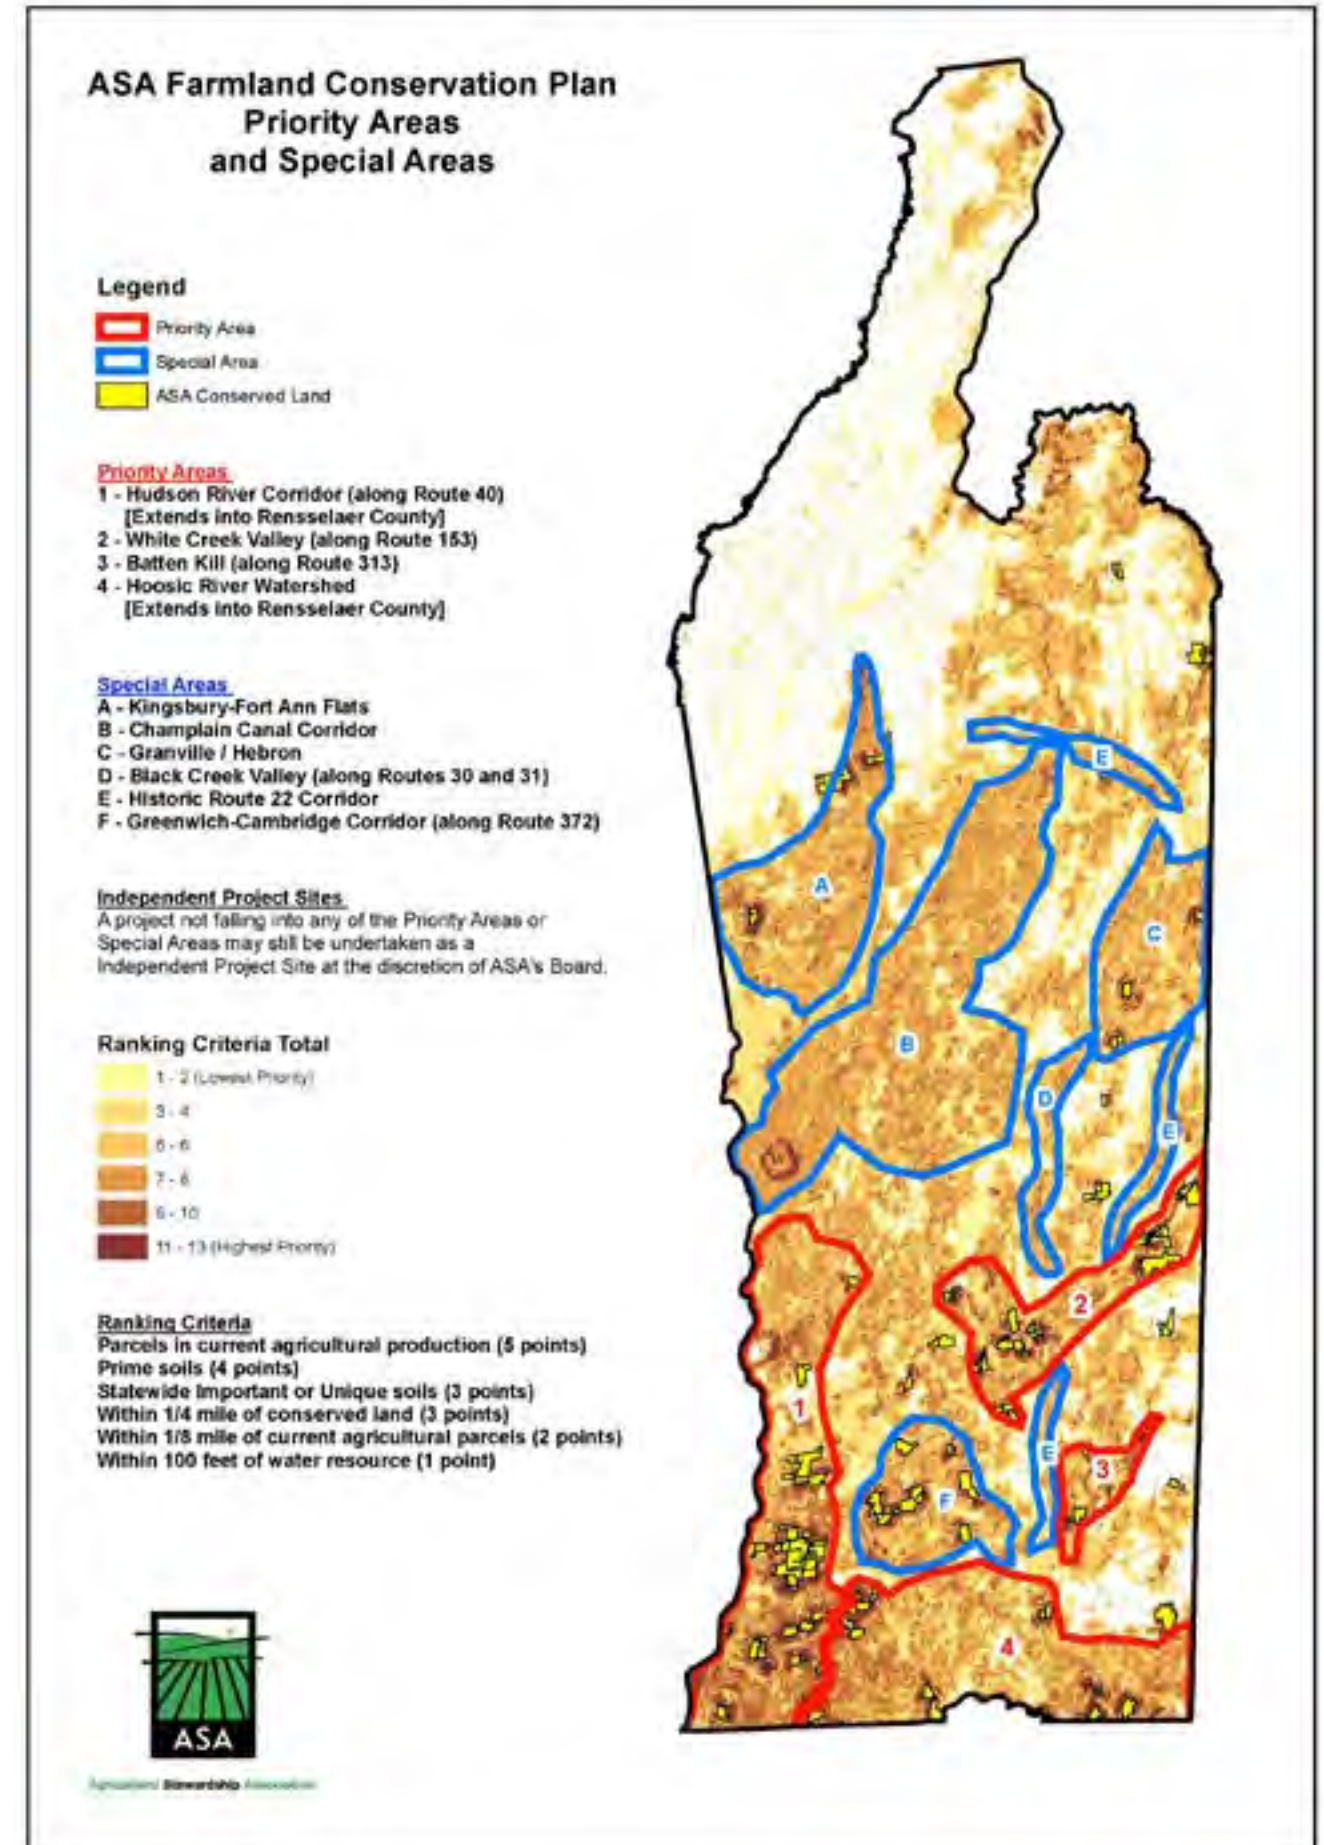 ASA Farmland Conservation Plan
Priority Areas
and Special Areas
Legend
Priority Area
Special Area
ASA Conserved Land
Priority Areas
1 - Hudson River Corridor (along Route 40)
[Extends into Rensselaer County]
2 - White Creek Valley (along Route 153)
3 - Batten Kill (along Route 313)
4 - Hoosic River Watershed
[Extends into Rensselaer County]
Special Areas
A - Kingsbury-Fort Ann Flats
B - Champlain Canal Corridor
C - Granville / Hebron
D - Black Creek Valley (along Routes 30 and 31)
E - Historic Route 22 Corridor
F - Greenwich-Cambridge Corridor (along Route 372)
Independent Project Sites
A project not falling into any of the Priority Areas or
Special Areas may still be undertaken as a
Independent Project Site at the discretion of ASA's Board.
Ranking Criteria Total
1 - 2 (Lowest Priority)
3 - 4
5 - 6
7 - 8
9 - 10
11 - 13 (Highest Priority)
Ranking Criteria
Parcels in current agricultural production (5 points)
Prime soils (4 points)
Statewide Important or Unique soils (3 points)
Within 1/4 mile of conserved land (3 points)
Within 1/8 mile of current agricultural parcels (2 points)
Within 100 feet of water resource (1 point)
ASA
Agricultural Stewardship Association
E
A
C
B
D
E
2
1
E
3
F
4